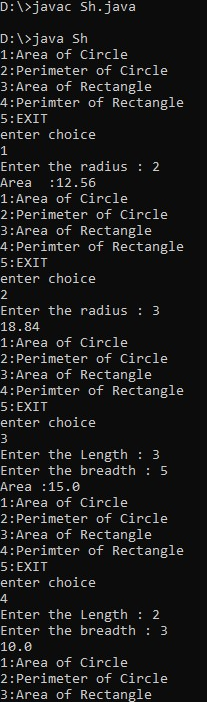 D:\>javac Sh.java
D:\>java Sh
1:Area of Circle
2:Perimeter of Circle
3:Area of Rectangle
4:Perimter of Rectangle
5:EXIT
enter choice
1
Enter the radius : 2
Area  :12.56
1:Area of Circle
2:Perimeter of Circle
3:Area of Rectangle
4:Perimter of Rectangle
5:EXIT
enter choice
2
Enter the radius : 3
18.84
1:Area of Circle
2:Perimeter of Circle
3:Area of Rectangle
4:Perimter of Rectangle
5:EXIT
enter choice
3
Enter the Length : 3
Enter the breadth : 5
Area :15.0
1:Area of Circle
2:Perimeter of Circle
3:Area of Rectangle
4:Perimter of Rectangle
5:EXIT
enter choice
4
Enter the Length : 2
Enter the breadth : 3
10.0
1:Area of Circle
2:Perimeter of Circle
3:Area of Rectangle